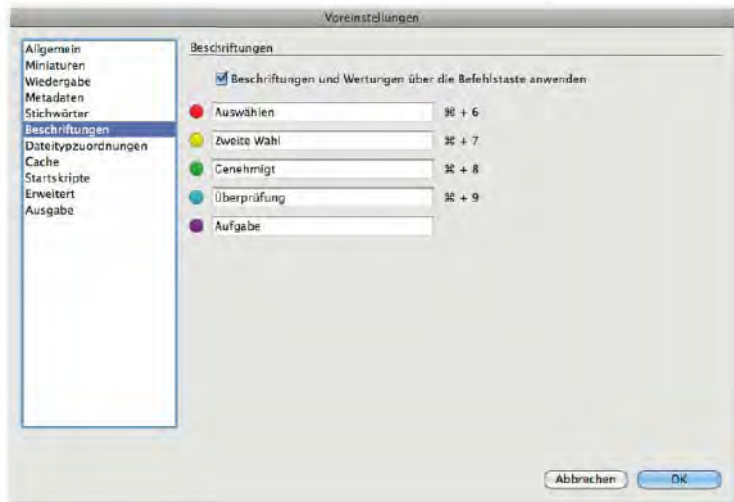 Voreinstellungen
Allgemein
Miniaturen
Wiedergabe
Metadaten
Stichwörter
Beschriftungen
Dateitypzuordnungen
Cache
Startskripte
Erweitert
Ausgabe
Beschriftungen
Beschriftungen und Wertungen über die Befehlstaste anwenden
Auswählen ⌘ + 6
Zweite Wahl ⌘ + 7
Genehmigt ⌘ + 8
Überprüfung ⌘ + 9
Aufgabe
Abbrechen OK